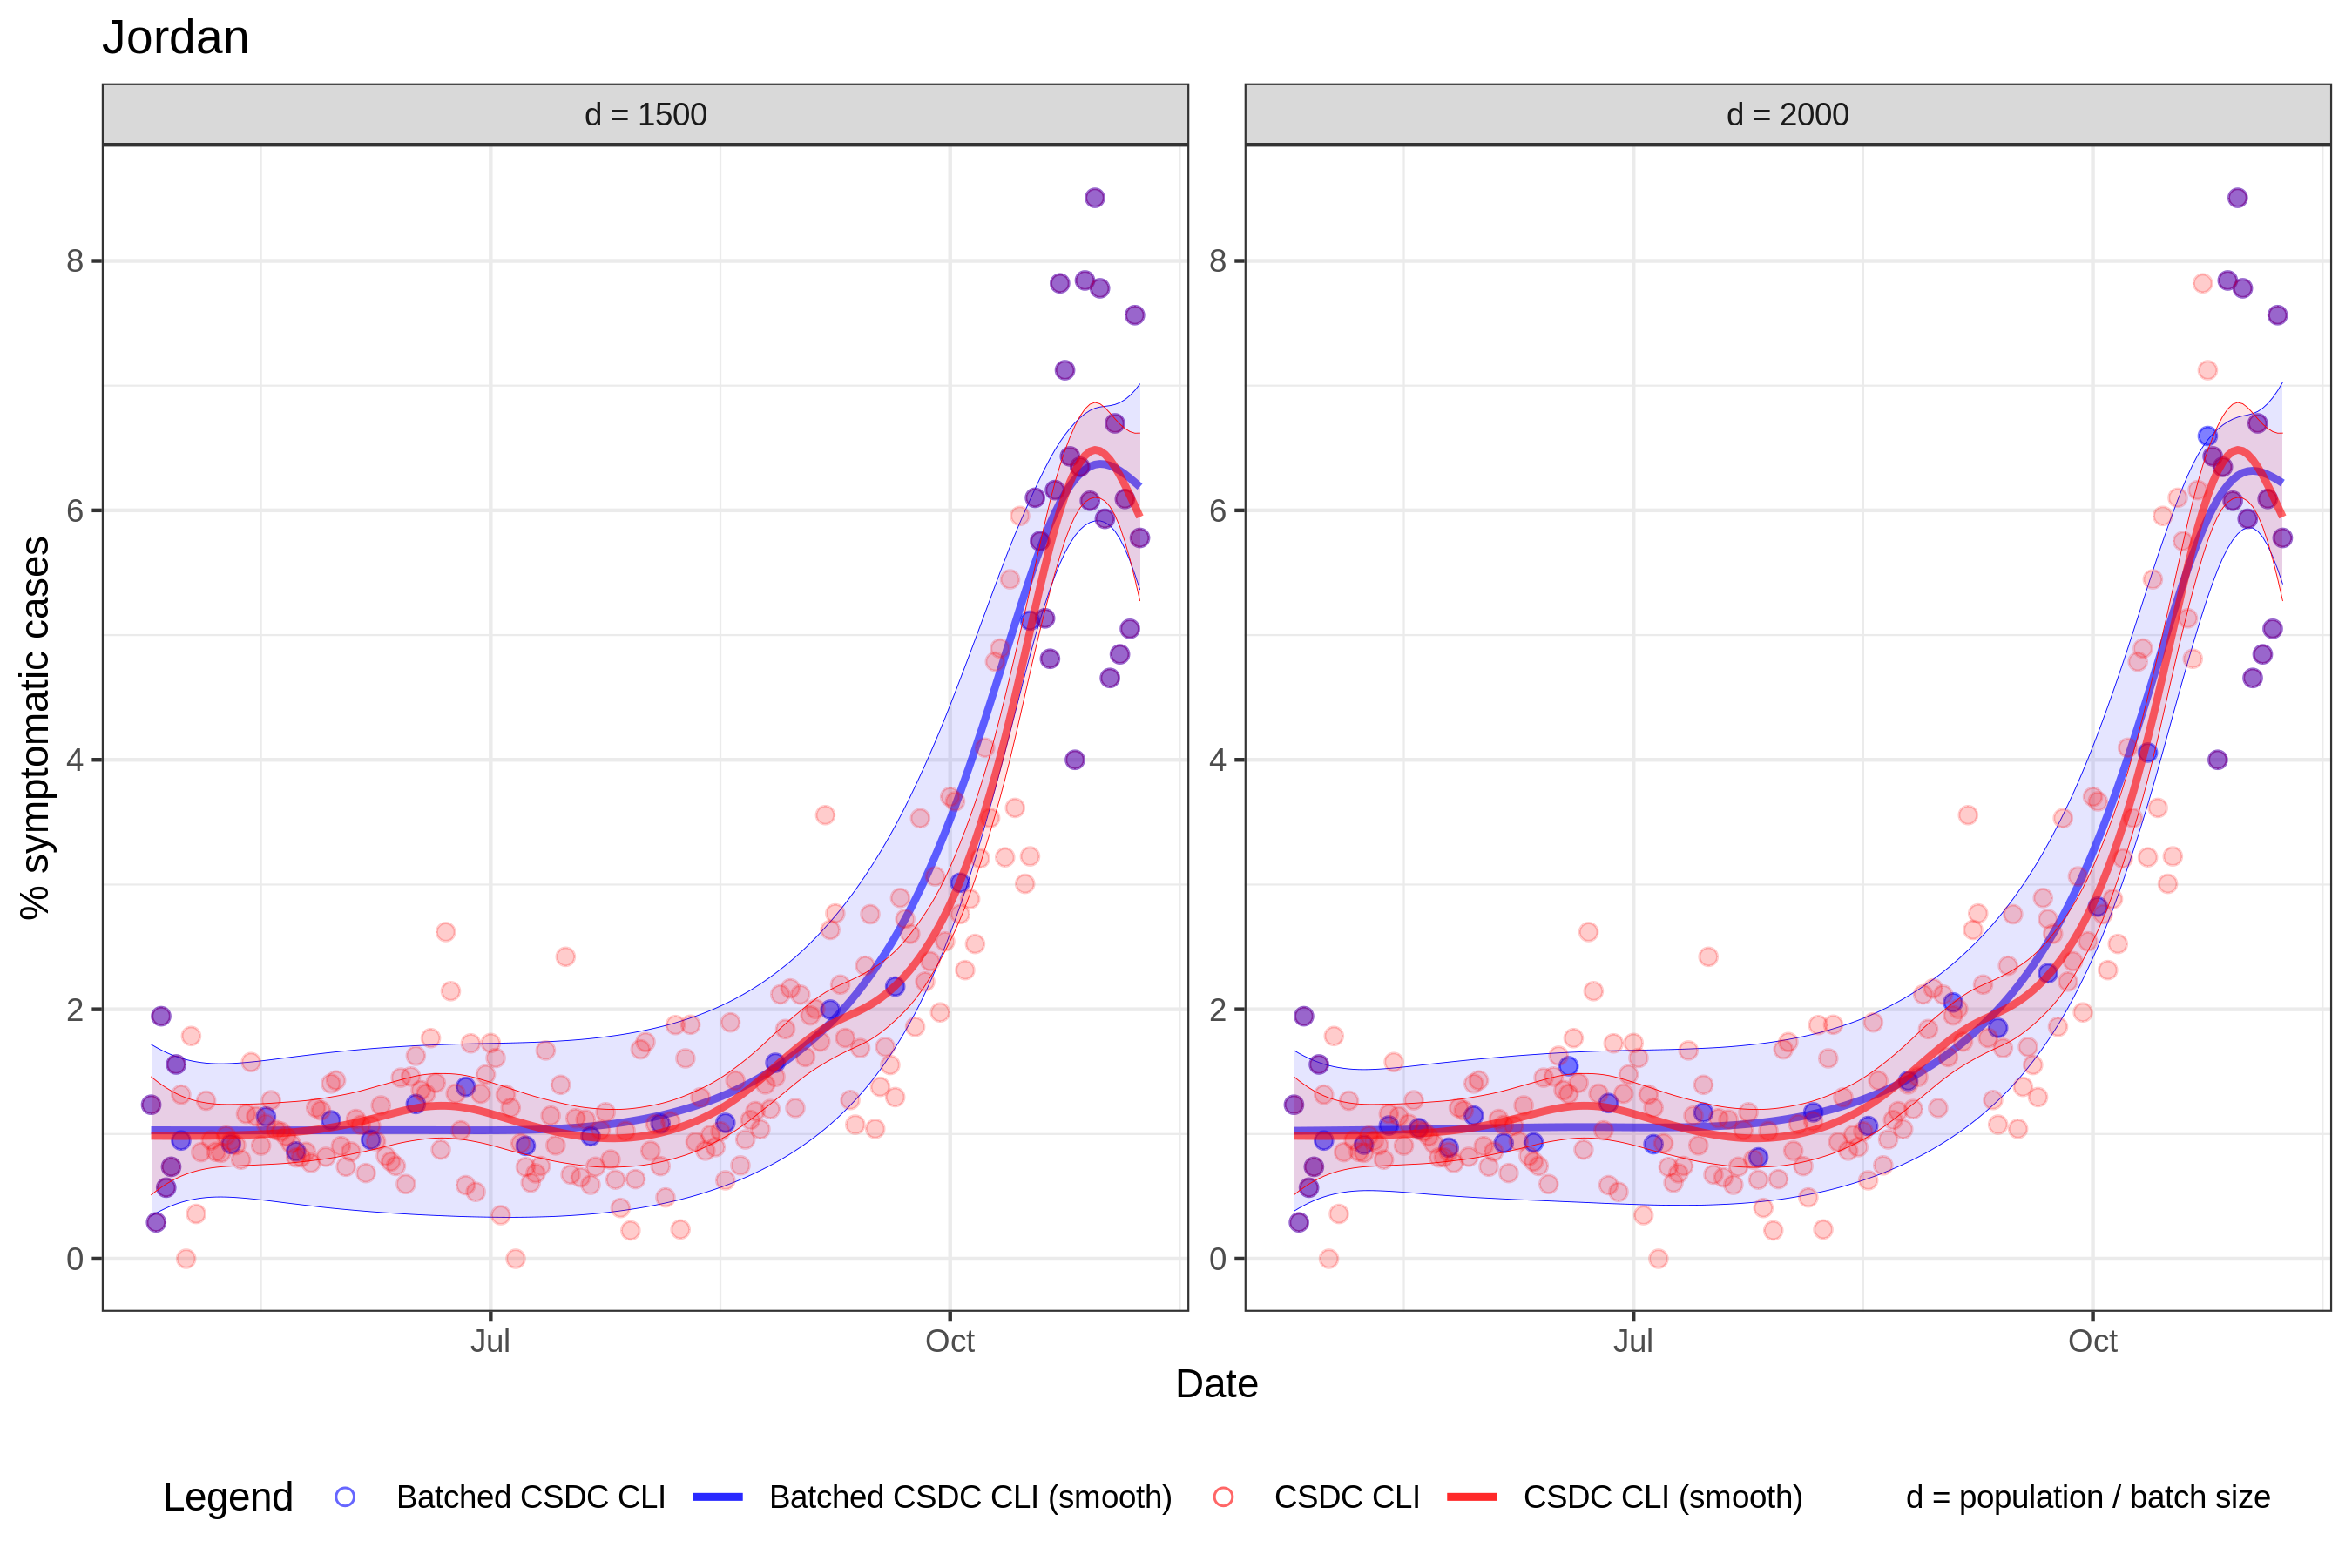 Jordan
d = 1500
d = 2000
% symptomatic cases
8
6
4
2
0
8
6
4
2
0
Jul
Oct
Jul
Oct
Date
Legend
Batched CSDC CLI
Batched CSDC CLI (smooth)
CSDC CLI
CSDC CLI (smooth)
d = population / batch size